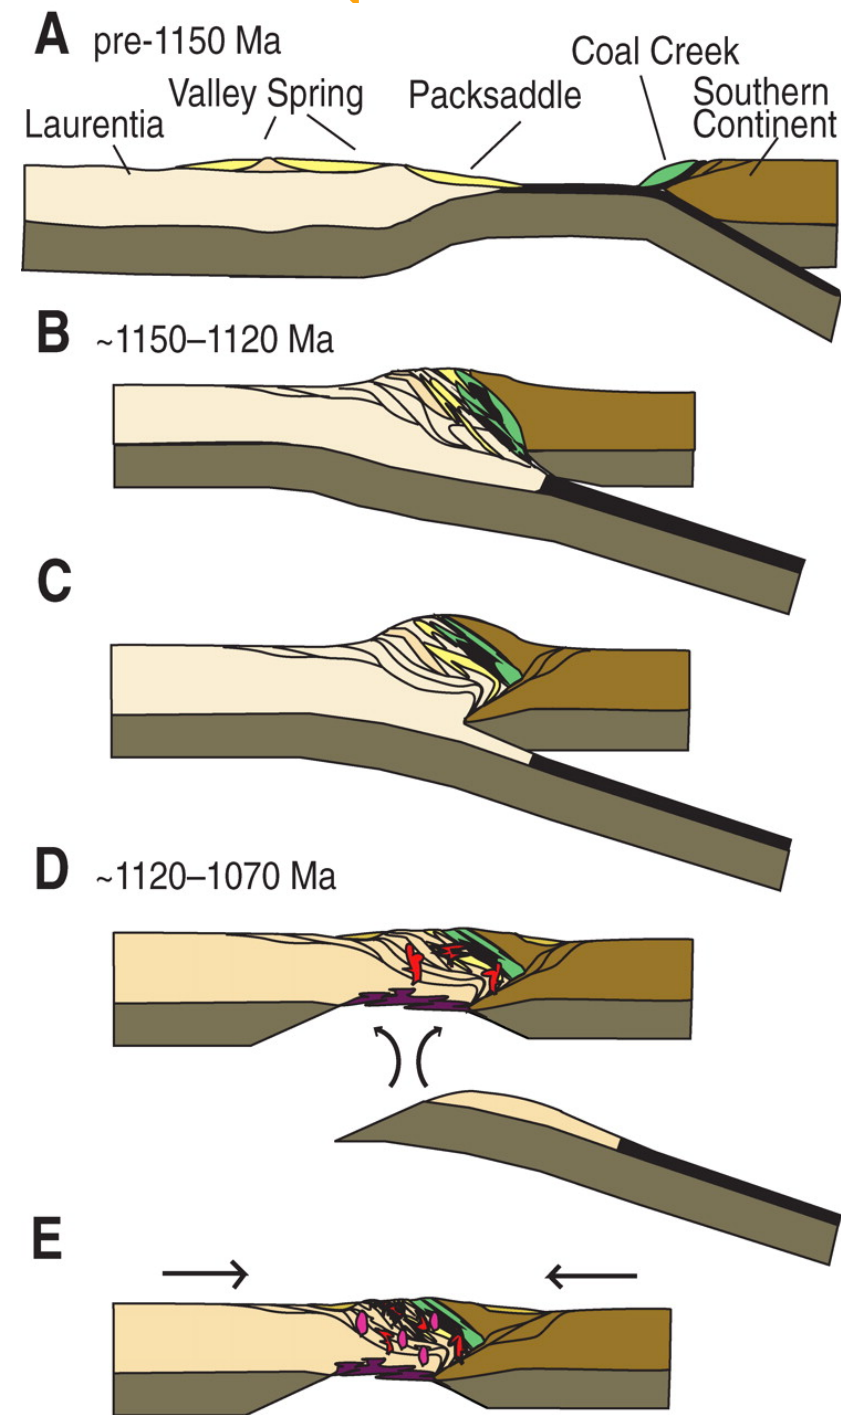 A pre-1150 Ma
Coal Creek
Valley Spring
Packsaddle
Southern
Continent
Laurentia
B ~1150–1120 Ma
C
D ~1120–1070 Ma
E